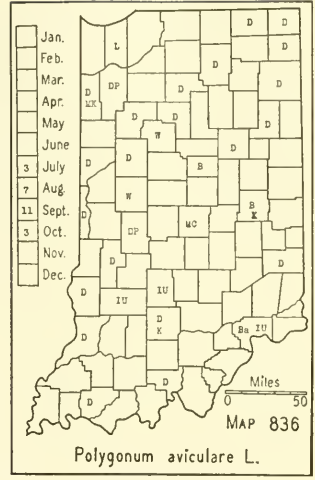 Jan.
Feb.
Mar.
Apr.
May
June
3 July
7 Aug.
11 Sept.
3 Oct.
Nov.
Dec.
D D
L D
D
DP D
D D
MK
D D
W D
D D
B
W B
K
D DP MC
D D
D IU IU
D D
K Ba IU
D
D
Miles
0 50
MAP 836
Polygonum aviculare L.